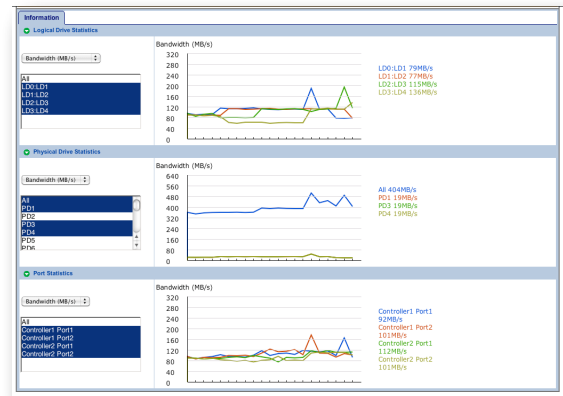 Information
Logical Drive Statistics
Bandwidth (MB/s)
All
LD0:LD1
LD1:LD2
LD2:LD3
LD3:LD4
Bandwidth (MB/s)
320
280
240
200
160
120
80
40
0
LD0:LD1 79MB/s
LD1:LD2 77MB/s
LD2:LD3 115MB/s
LD3:LD4 136MB/s
Physical Drive Statistics
Bandwidth (MB/s)
All
PD1
PD2
PD3
PD4
PD5
PD6
Bandwidth (MB/s)
640
560
480
400
320
240
160
80
0
All 404MB/s
PD1 19MB/s
PD3 19MB/s
PD4 19MB/s
Port Statistics
Bandwidth (MB/s)
All
Controller1 Port1
Controller1 Port2
Controller2 Port1
Controller2 Port2
Bandwidth (MB/s)
320
280
240
200
160
120
80
40
0
Controller1 Port1
92MB/s
Controller1 Port2
101MB/s
Controller2 Port1
112MB/s
Controller2 Port2
101MB/s